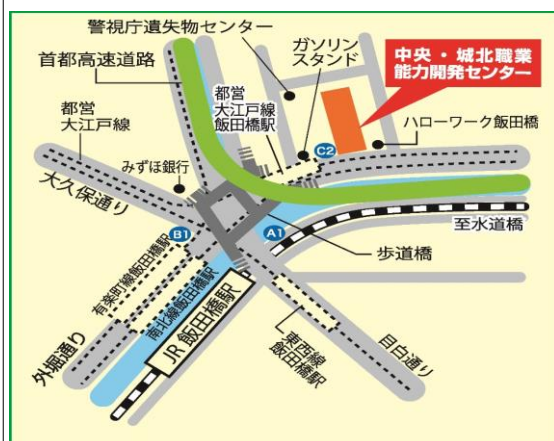 警視庁遺失物センター
首都高速道路
ガソリン
スタンド
中央・城北職業
能力開発センター
都営
大江戸線
都営
大江戸線
飯田橋駅
C2
ハローワーク飯田橋
みずほ銀行
大久保通り
B1
A1
至水道橋
歩道橋
有楽町線飯田橋駅
南北線飯田橋駅
JR飯田橋駅
外堀通り
東西線
飯田橋駅
目白通り